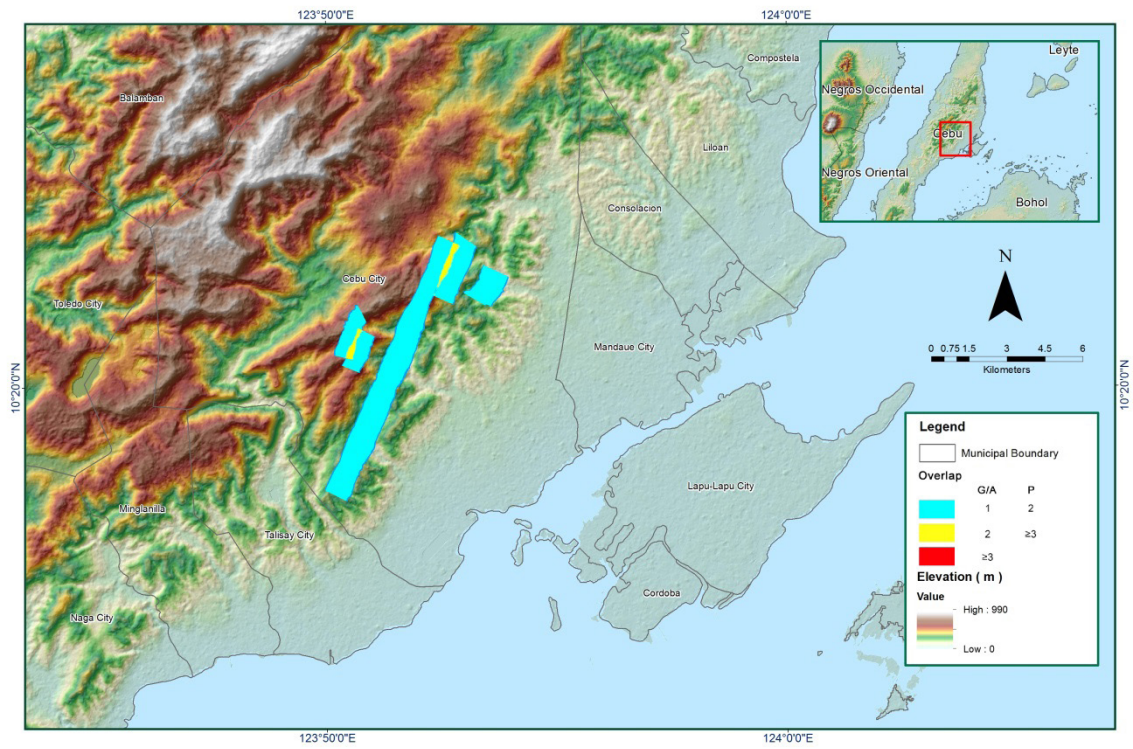 123°50'0"E 124°0'0"E
Compostela
Leyte
Balamban
Negros Occidental
Liloan
Cebu
Negros Oriental
Consolacion
Bohol
N
Cebu City
Toledo City
Mandaue City
0 0.75 1.5 3 4.5 6
Kilometers
10°20'0"N 10°20'0"N
Legend
Municipal Boundary
Overlap
G/A P
1 2
2 ≥3
≥3
Elevation ( m )
Value
High : 990
Low : 0
Lapu-Lapu City
Minglanilla
Talisay City
Cordoba
Naga City
123°50'0"E 124°0'0"E